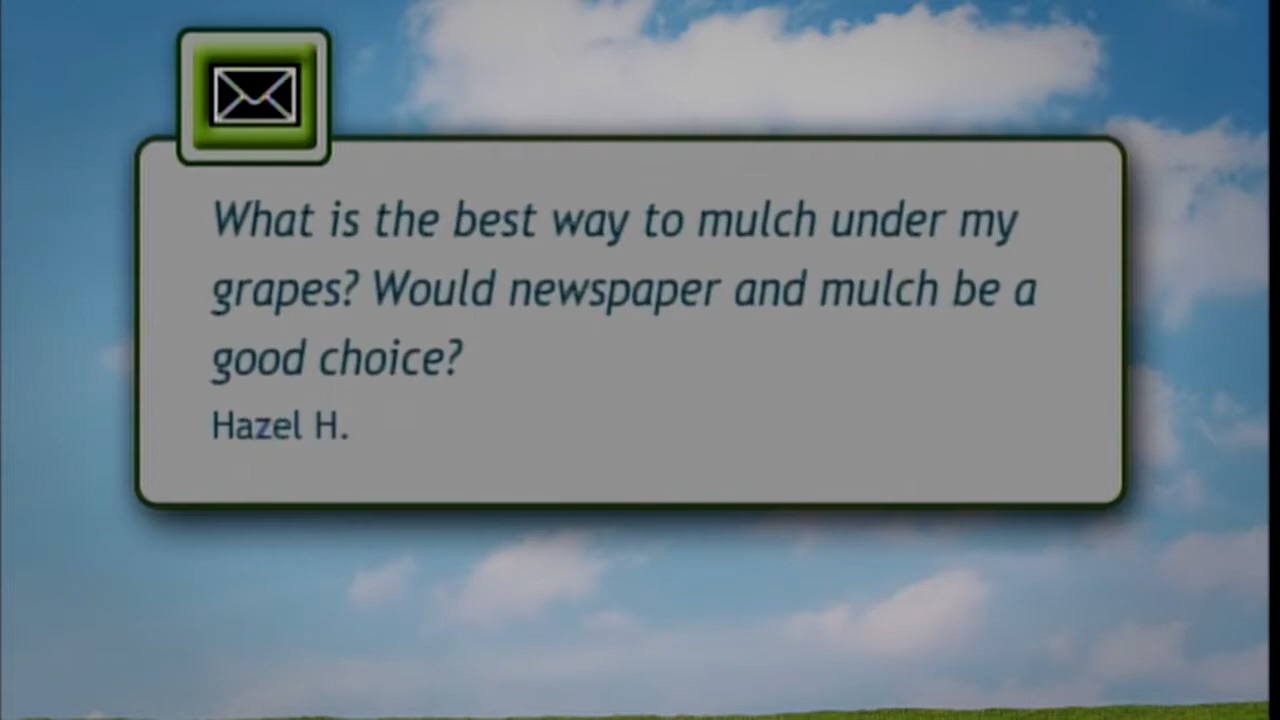 What is the best way to mulch under my
grapes? Would newspaper and mulch be a
good choice?
Hazel H.